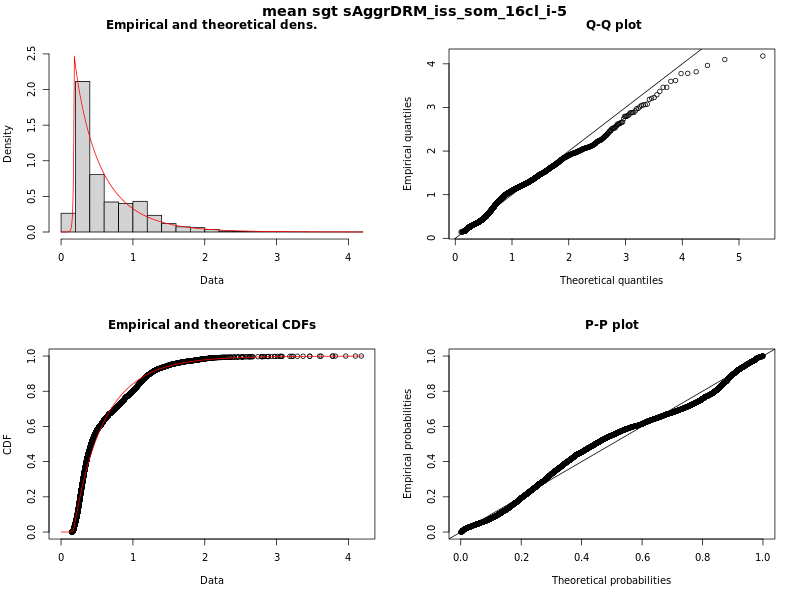 mean sgt sAggrDRM_iss_som_16cl_i-5
Empirical and theoretical dens.
Density
0.0 0.5 1.0 1.5 2.0 2.5
0 1 2 3 4
Data
Q-Q plot
Empirical quantiles
0 1 2 3 4
0 1 2 3 4 5
Theoretical quantiles
Empirical and theoretical CDFs
CDF
0.0 0.2 0.4 0.6 0.8 1.0
0 1 2 3 4
Data
P-P plot
Empirical probabilities
0.0 0.2 0.4 0.6 0.8 1.0
0.0 0.2 0.4 0.6 0.8 1.0
Theoretical probabilities